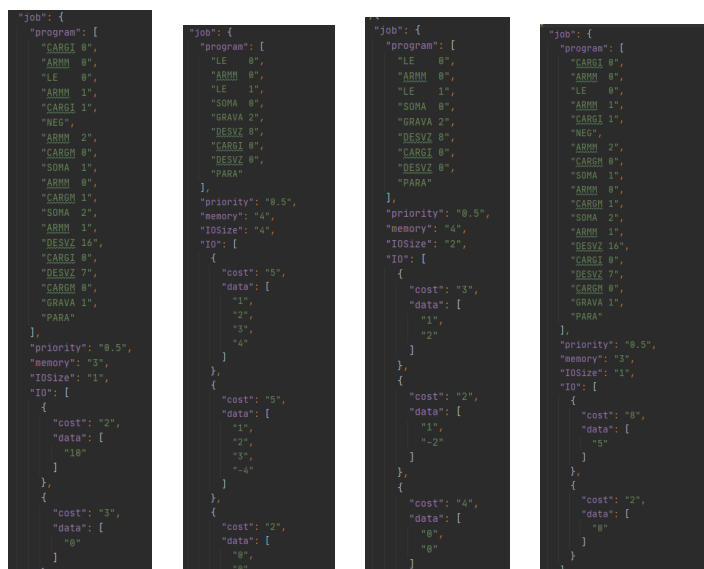 "job": {
"program": [
"CARGI 0",
"ARMM 0",
"LE 0",
"ARMM 1",
"CARGI 1",
"NEG",
"ARMM 2",
"CARGM 0",
"SOMA 1",
"ARMM 0",
"CARGM 1",
"SOMA 2",
"ARMM 1",
"DESVZ 16",
"CARGI 0",
"DESVZ 7",
"CARGM 0",
"GRAVA 1",
"PARA"
],
"priority": "0.5",
"memory": "3",
"IOSize": "1",
"IO": [
{
"cost": "2",
"data": [
"10"
]
},
{
"cost": "3",
"data": [
"0"
]
"job": {
"program": [
"LE 0",
"ARMM 0",
"LE 1",
"SOMA 0",
"GRAVA 2",
"DESVZ 8",
"CARGI 0",
"DESVZ 0",
"PARA"
],
"priority": "0.5",
"memory": "4",
"IOSize": "4",
"IO": [
{
"cost": "5",
"data": [
"1",
"2",
"3",
"4"
]
},
{
"cost": "5",
"data": [
"1",
"2",
"3",
"-4"
]
},
{
"cost": "2",
"data": [
"0",
"job": {
"program": [
"LE 0",
"ARMM 0",
"LE 1",
"SOMA 0",
"GRAVA 2",
"DESVZ 8",
"CARGI 0",
"DESVZ 0",
"PARA"
],
"priority": "0.5",
"memory": "4",
"IOSize": "2",
"IO": [
{
"cost": "3",
"data": [
"1",
"2"
]
},
{
"cost": "2",
"data": [
"1",
"-2"
]
},
{
"cost": "4",
"data": [
"0",
"0"
]
"job": {
"program": [
"CARGI 0",
"ARMM 0",
"LE 0",
"ARMM 1",
"CARGI 1",
"NEG",
"ARMM 2",
"CARGM 0",
"SOMA 1",
"ARMM 0",
"CARGM 1",
"SOMA 2",
"ARMM 1",
"DESVZ 16",
"CARGI 0",
"DESVZ 7",
"CARGM 0",
"GRAVA 1",
"PARA"
],
"priority": "0.5",
"memory": "3",
"IOSize": "1",
"IO": [
{
"cost": "8",
"data": [
"5"
]
},
{
"cost": "2",
"data": [
"0"
]
}